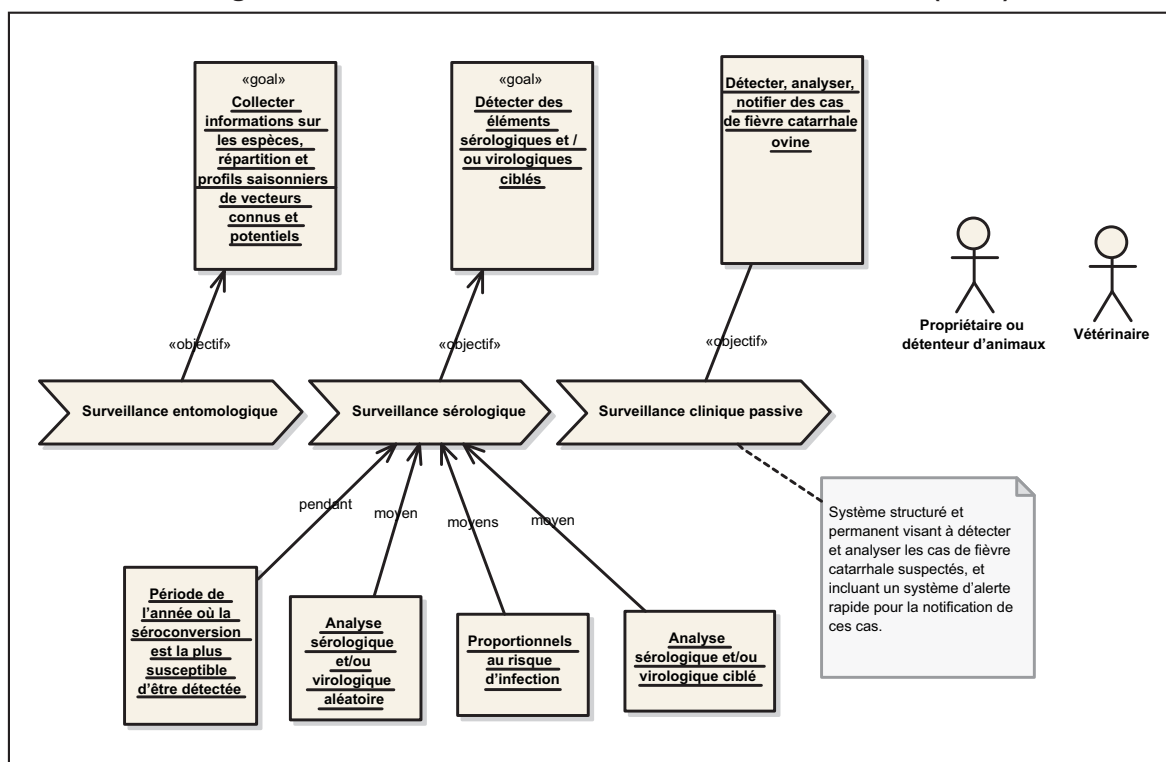 «goal»
Collecter
informations sur
les espèces,
répartition et
profils saisonniers
de vecteurs
connus et
potentiels
«goal»
Détecter des
éléments
sérologiques et /
ou virologiques
ciblés
Détecter, analyser,
notifier des cas
de fièvre catarrhale
ovine
Propriétaire ou
détenteur d'animaux
Vétérinaire
«objectif»
«objectif»
«objectif»
Surveillance entomologique
Surveillance sérologique
Surveillance clinique passive
pendant
moyen
moyens
moyen
Système structuré et
permanent visant à détecter
et analyser les cas de fièvre
catarrhale suspectés, et
incluant un système d'alerte
rapide pour la notification de
ces cas.
Période de
l'année où la
séroconversion
est la plus
susceptible
d'être détectée
Analyse
sérologique
et/ou
virologique
aléatoire
Proportionnels
au risque
d'infection
Analyse
sérologique et/ou
virologique ciblé